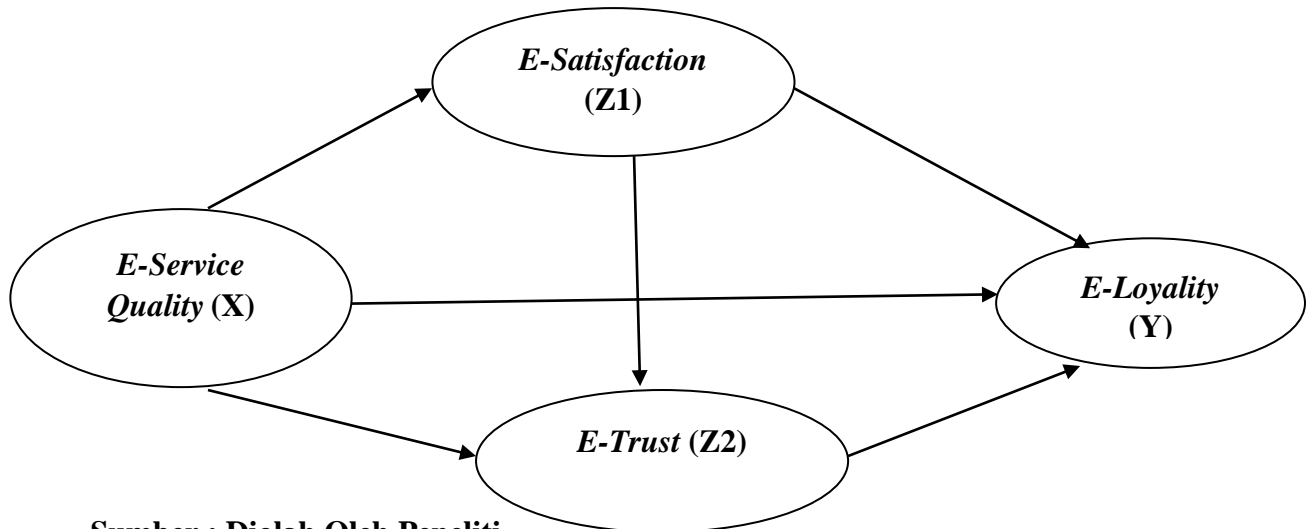 E-Satisfaction
(Z1)
E-Service
Quality (X)
E-Loyality
(Y)
E-Trust (Z2)
Sumber : Diolah Oleh Peneliti